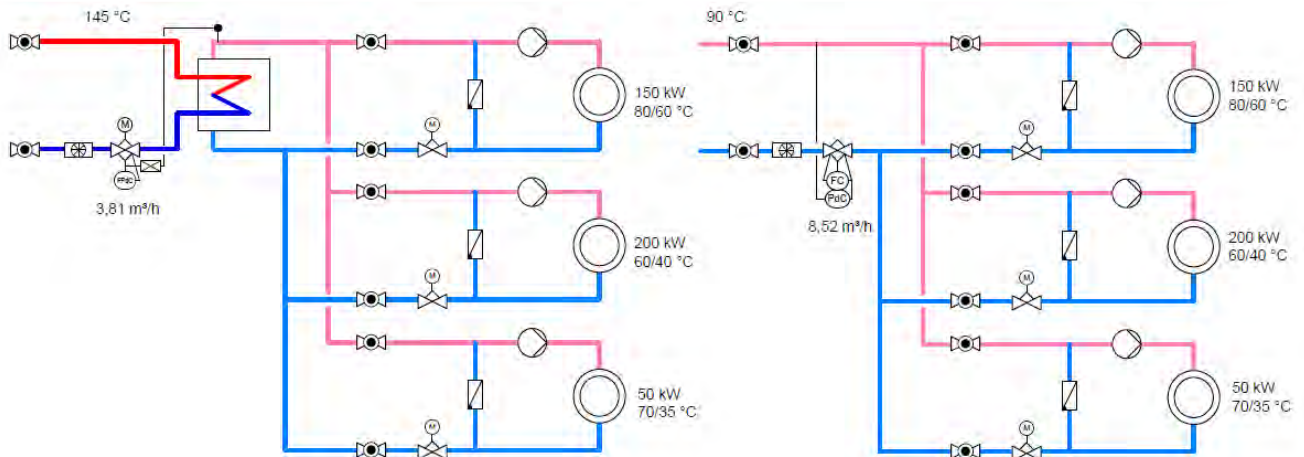 145 °C
M
PPdC
3,81 m³/h
150 kW
80/60 °C
M
200 kW
60/40 °C
M
50 kW
70/35 °C
M
90 °C
FC
PdC
8,52 m³/h
150 kW
80/60 °C
M
200 kW
60/40 °C
M
50 kW
70/35 °C
M